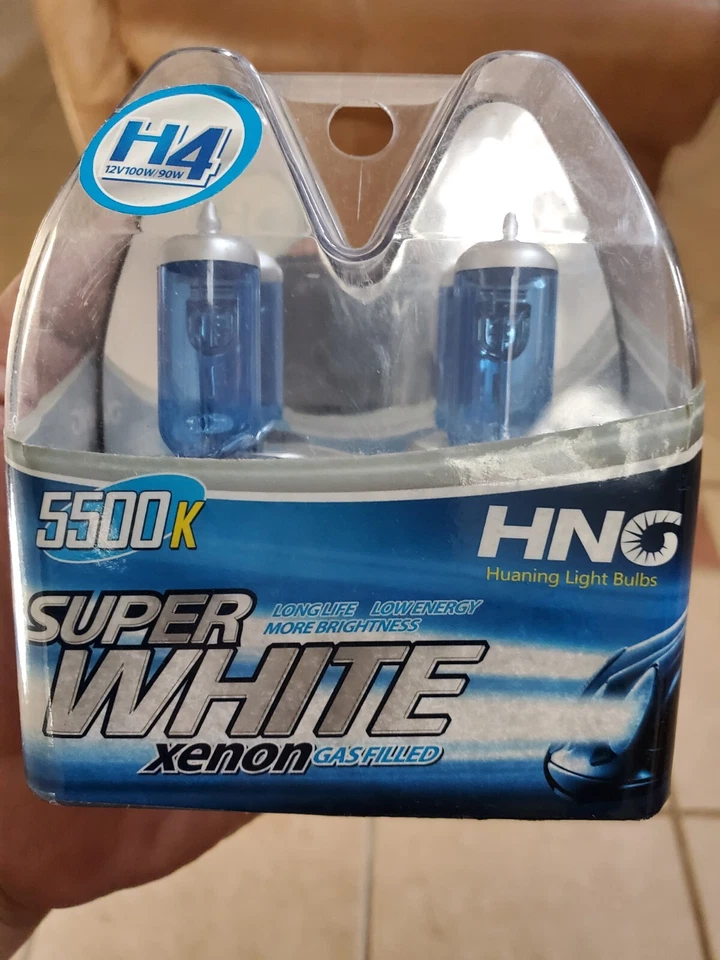 H4
12V100W/90W
5500K
HNG
Huaning Light Bulbs
SUPER
LONG LIFE LOW ENERGY
MORE BRIGHTNESS
WHITE
xenon GAS FILLED